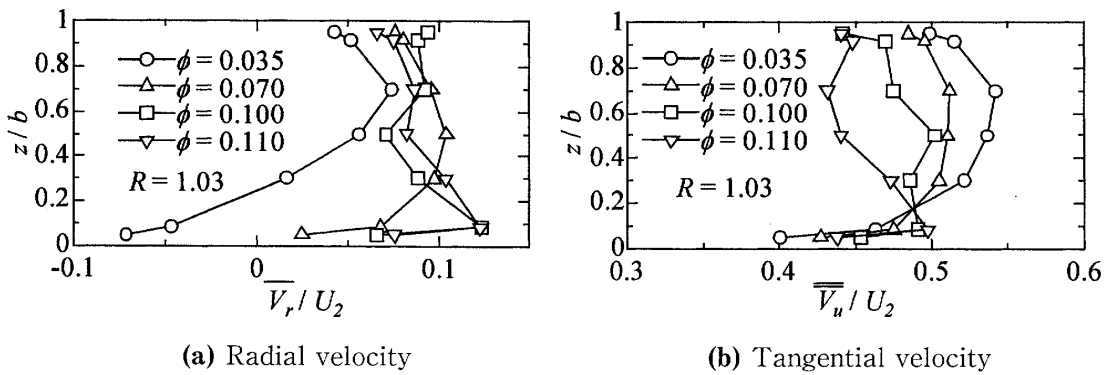 1
0.8
0.6
0.4
0.2
0
z / b
ϕ = 0.035
ϕ = 0.070
ϕ = 0.100
ϕ = 0.110
R = 1.03
-0.1
0
0.1
V_r / U_2
(a) Radial velocity
1
0.8
0.6
0.4
0.2
0
z / b
ϕ = 0.035
ϕ = 0.070
ϕ = 0.100
ϕ = 0.110
R = 1.03
0.3
0.4
0.5
0.6
V_u / U_2
(b) Tangential velocity